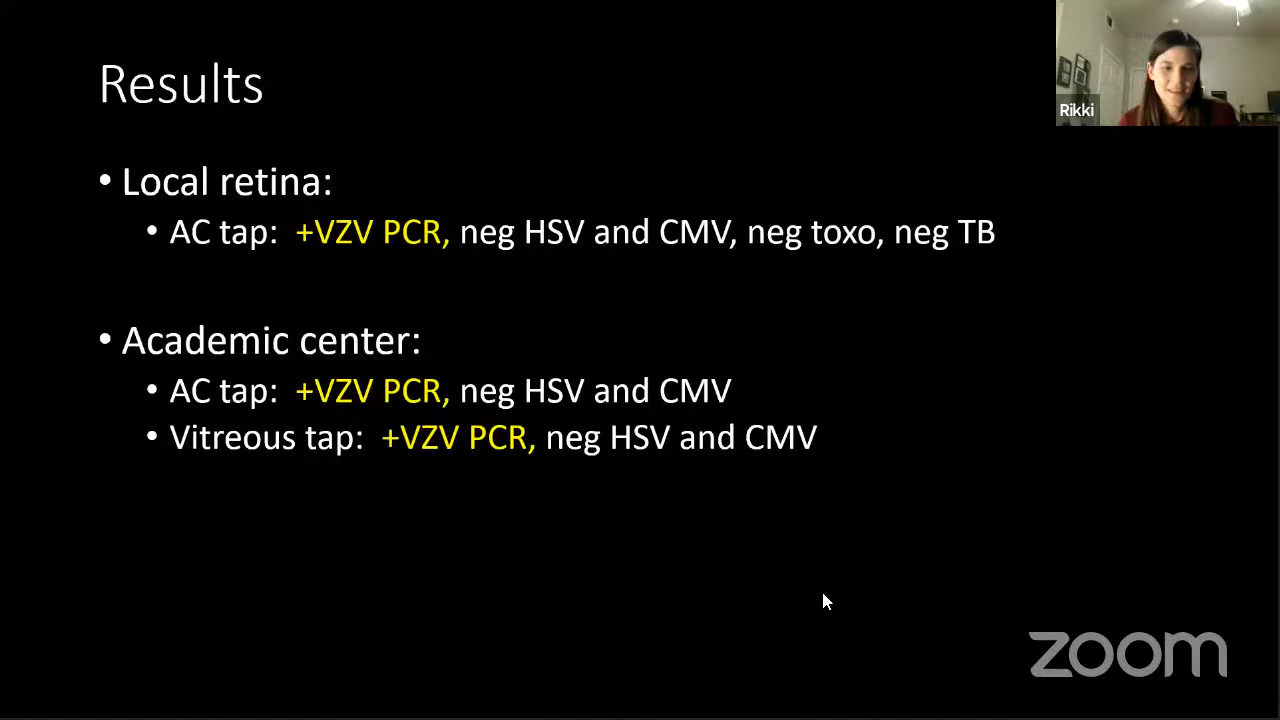 Results
Rikki
• Local retina:
• AC tap: +VZV PCR, neg HSV and CMV, neg toxo, neg TB
• Academic center:
• AC tap: +VZV PCR, neg HSV and CMV
• Vitreous tap: +VZV PCR, neg HSV and CMV
zoom